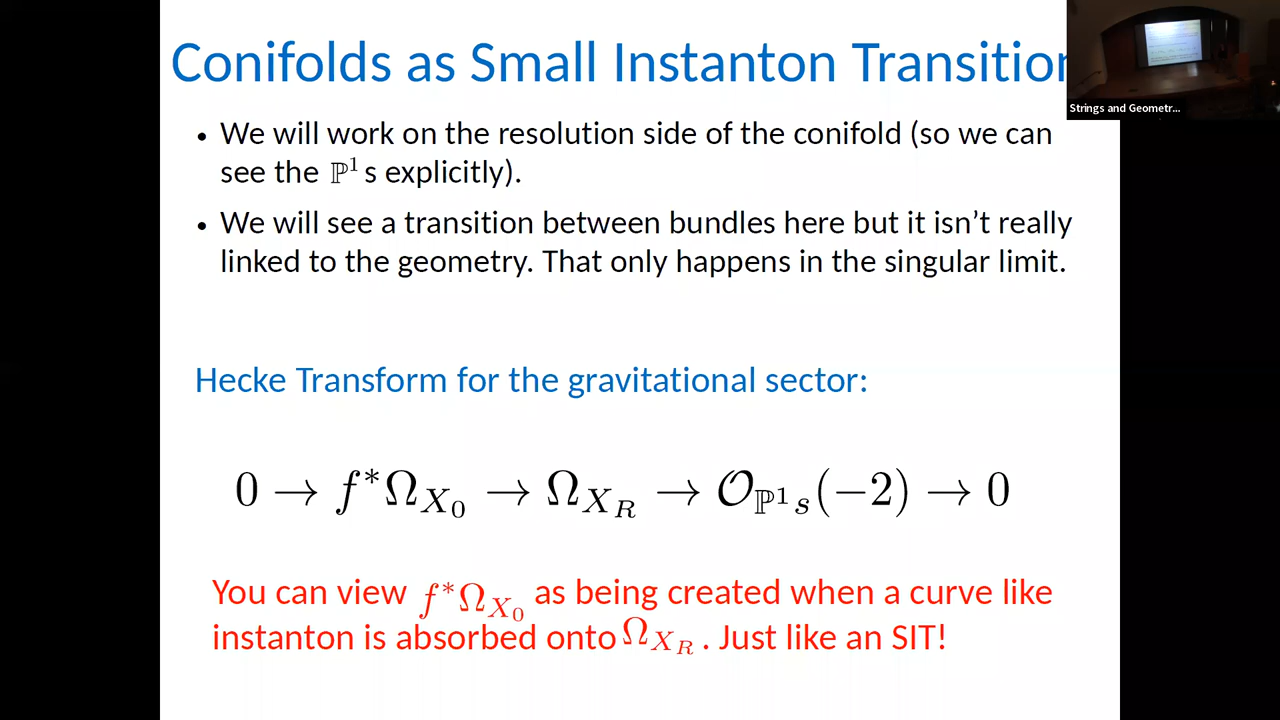 Conifolds as Small Instanton Transition
Strings and Geometr...
• We will work on the resolution side of the conifold (so we can
see the ℙ¹s explicitly).
• We will see a transition between bundles here but it isn’t really
linked to the geometry. That only happens in the singular limit.
Hecke Transform for the gravitational sector:
0 → f*Ω_{X_0} → Ω_{X_R} → 𝒪_{ℙ¹s}(−2) → 0
You can view f*Ω_{X_0} as being created when a curve like
instanton is absorbed onto Ω_{X_R}. Just like an SIT!